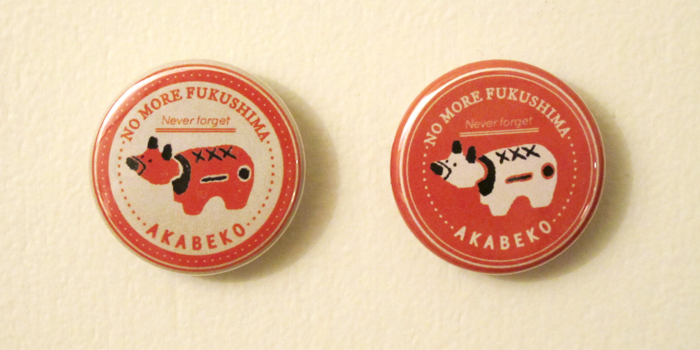 NO MORE FUKUSHIMA
Never forget
AKABEKO
NO MORE FUKUSHIMA
Never forget
AKABEKO